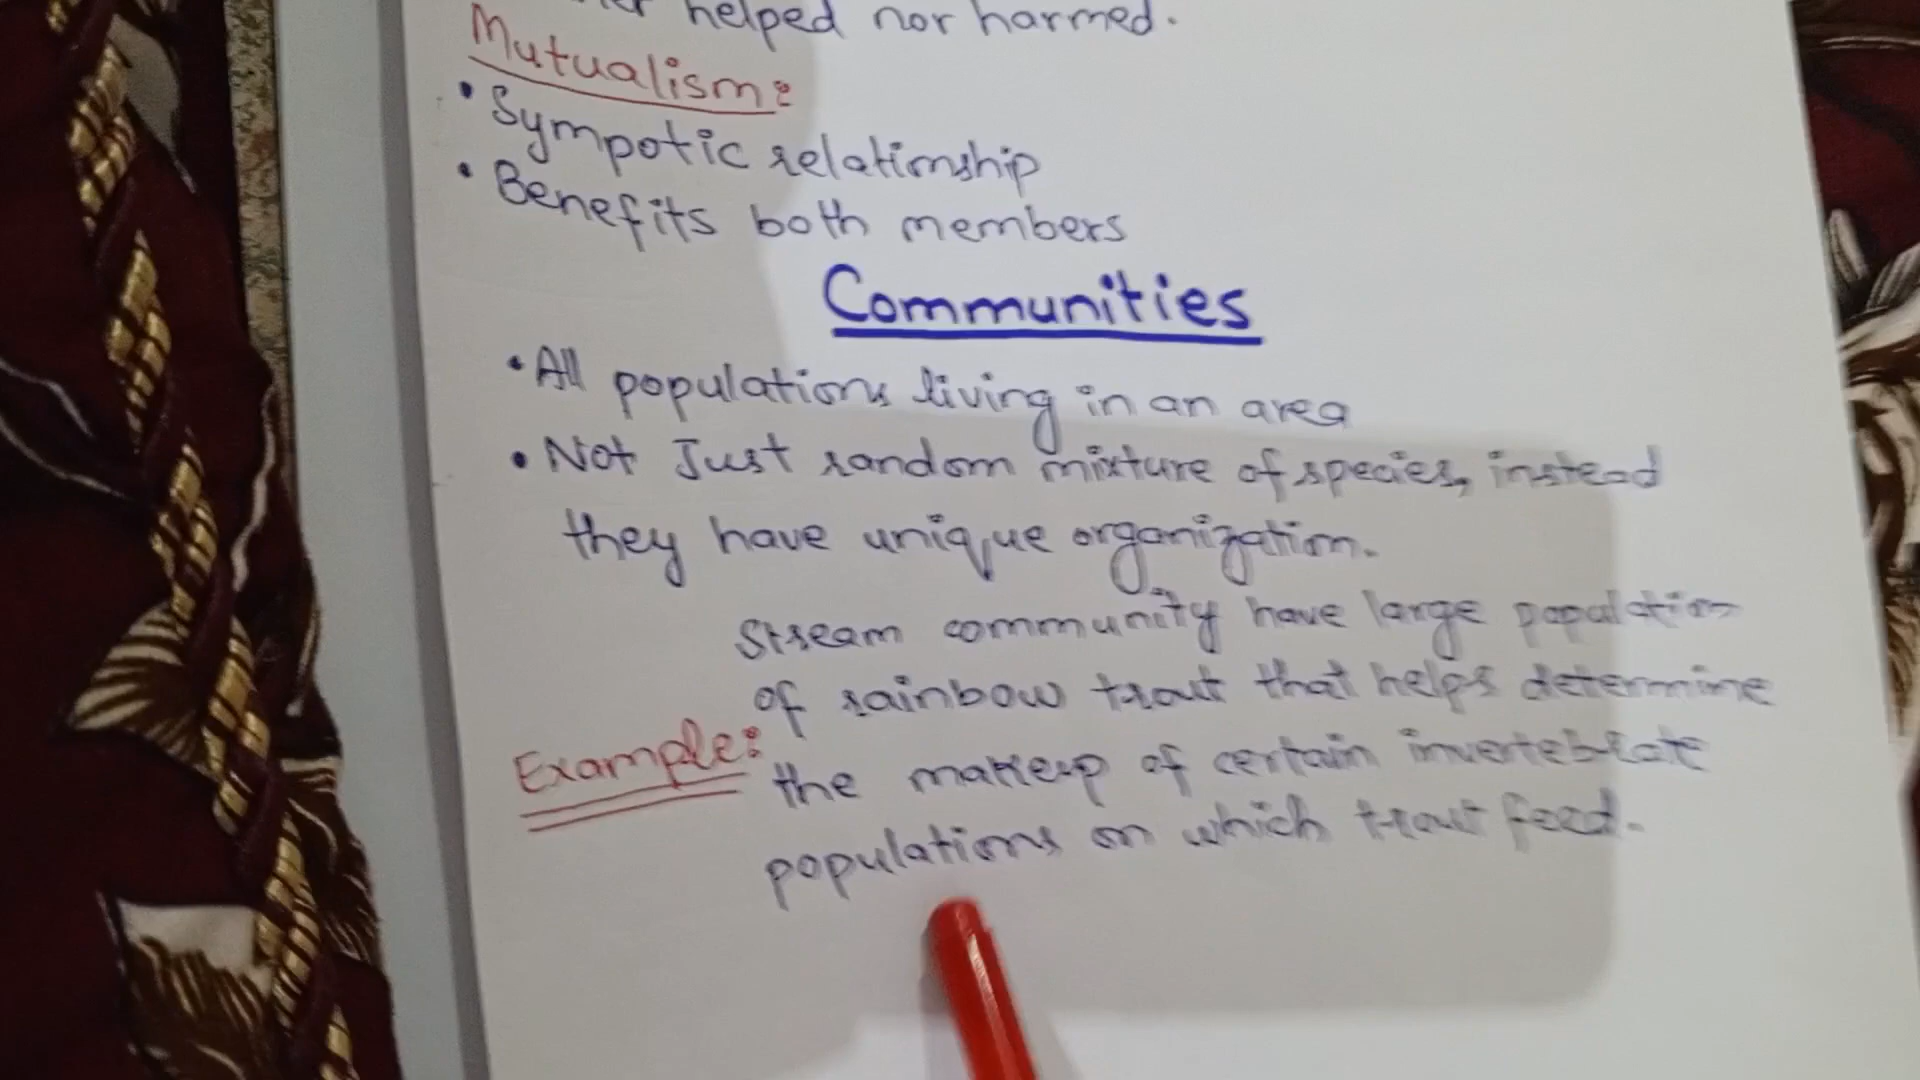 helped nor harmed.
Mutualism:
• Sympotic relationship
• Benefits both members
Communities
• All populations living in an area
• Not Just random mixture of species, instead
they have unique organization.
Stream community have large population
of rainbow trout that helps determine
Example:
the makeup of certain invertebrate
populations on which trout feed.